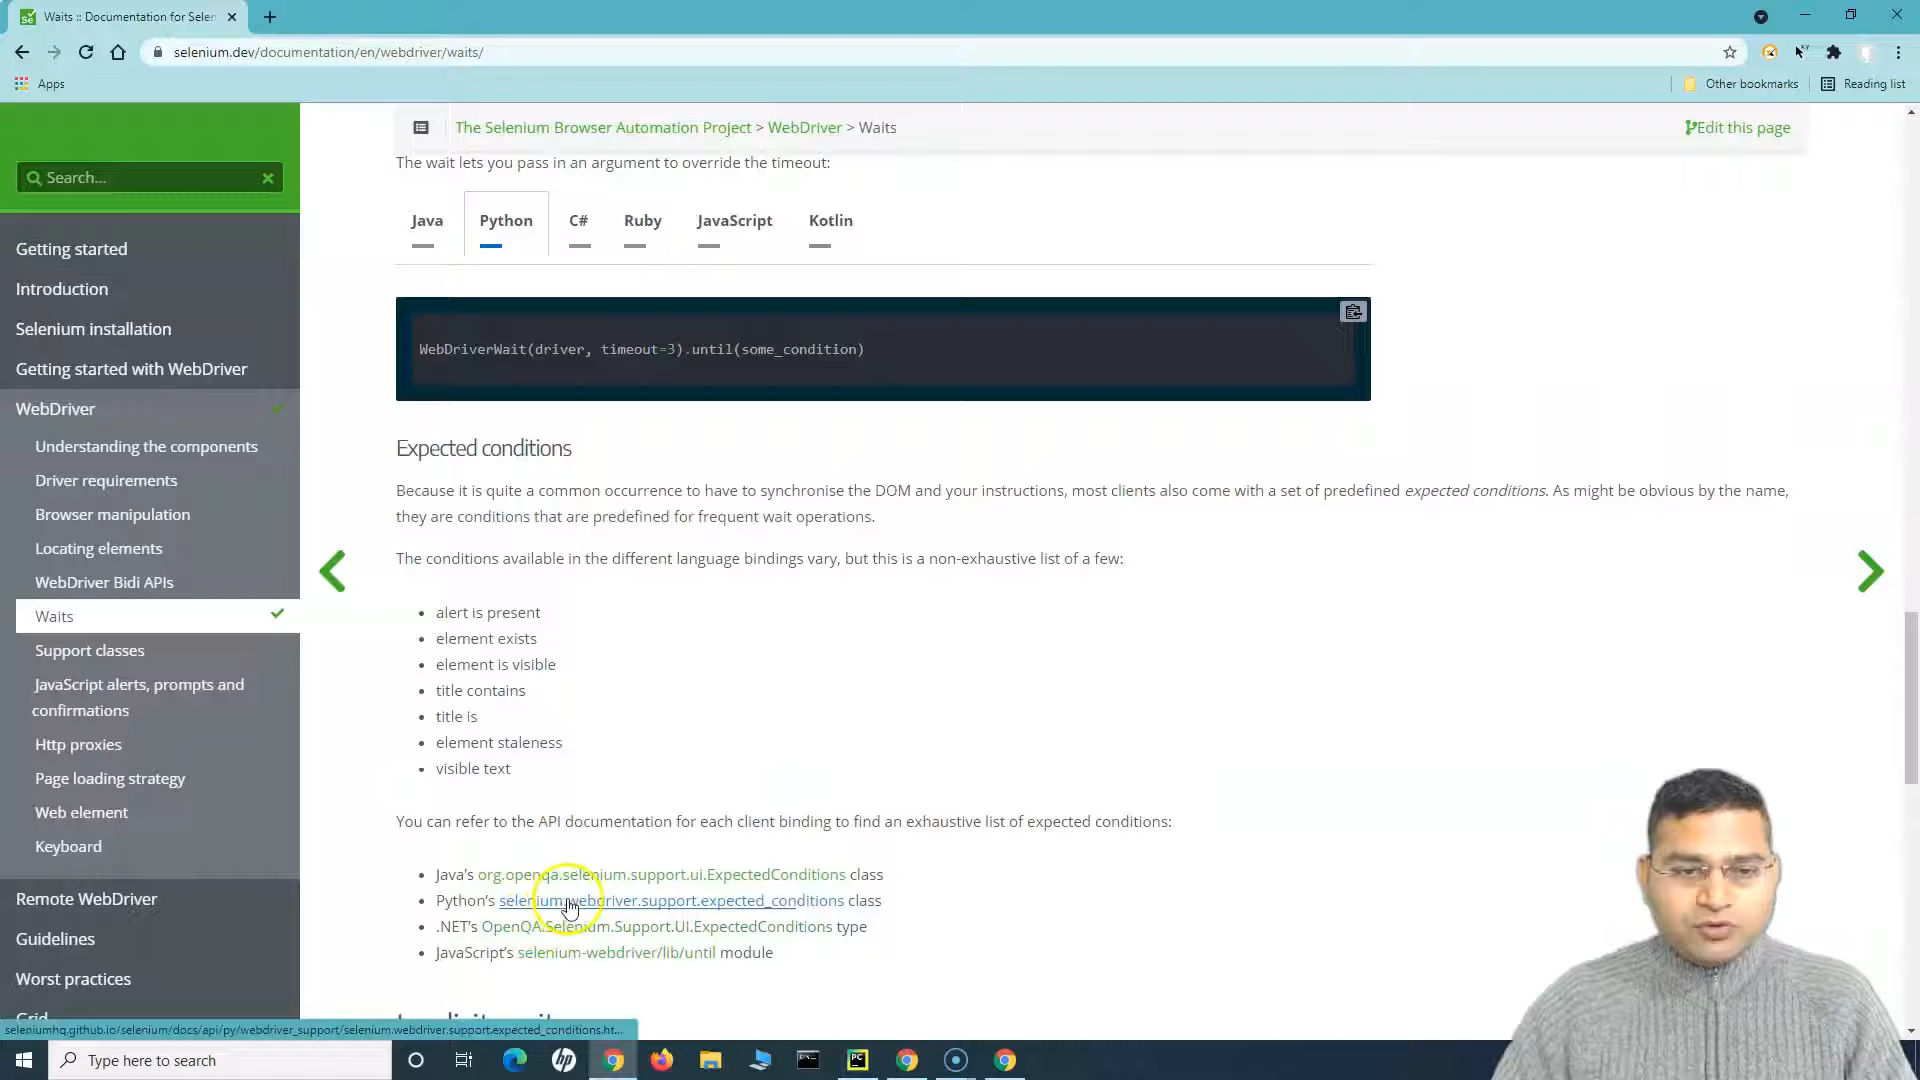 Waits :: Documentation for Selen
selenium.dev/documentation/en/webdriver/waits/
Apps
Other bookmarks
Reading list
The Selenium Browser Automation Project > WebDriver > Waits
Edit this page
Search...
Getting started
Introduction
Selenium installation
Getting started with WebDriver
WebDriver
Understanding the components
Driver requirements
Browser manipulation
Locating elements
WebDriver Bidi APIs
Waits
Support classes
JavaScript alerts, prompts and
confirmations
Http proxies
Page loading strategy
Web element
Keyboard
Remote WebDriver
Guidelines
Worst practices
Grid
The wait lets you pass in an argument to override the timeout:
Java Python C# Ruby JavaScript Kotlin
WebDriverWait(driver, timeout=3).until(some_condition)
Expected conditions
Because it is quite a common occurrence to have to synchronise the DOM and your instructions, most clients also come with a set of predefined expected conditions. As might be obvious by the name,
they are conditions that are predefined for frequent wait operations.
The conditions available in the different language bindings vary, but this is a non-exhaustive list of a few:
• alert is present
• element exists
• element is visible
• title contains
• title is
• element staleness
• visible text
You can refer to the API documentation for each client binding to find an exhaustive list of expected conditions:
• Java's org.openqa.selenium.support.ui.ExpectedConditions class
• Python's selenium.webdriver.support.expected_conditions class
• .NET's OpenQA.Selenium.Support.UI.ExpectedConditions type
• JavaScript's selenium-webdriver/lib/until module
seleniumhq.github.io/selenium/docs/api/py/webdriver_support/selenium.webdriver.support.expected_conditions.ht...
Type here to search